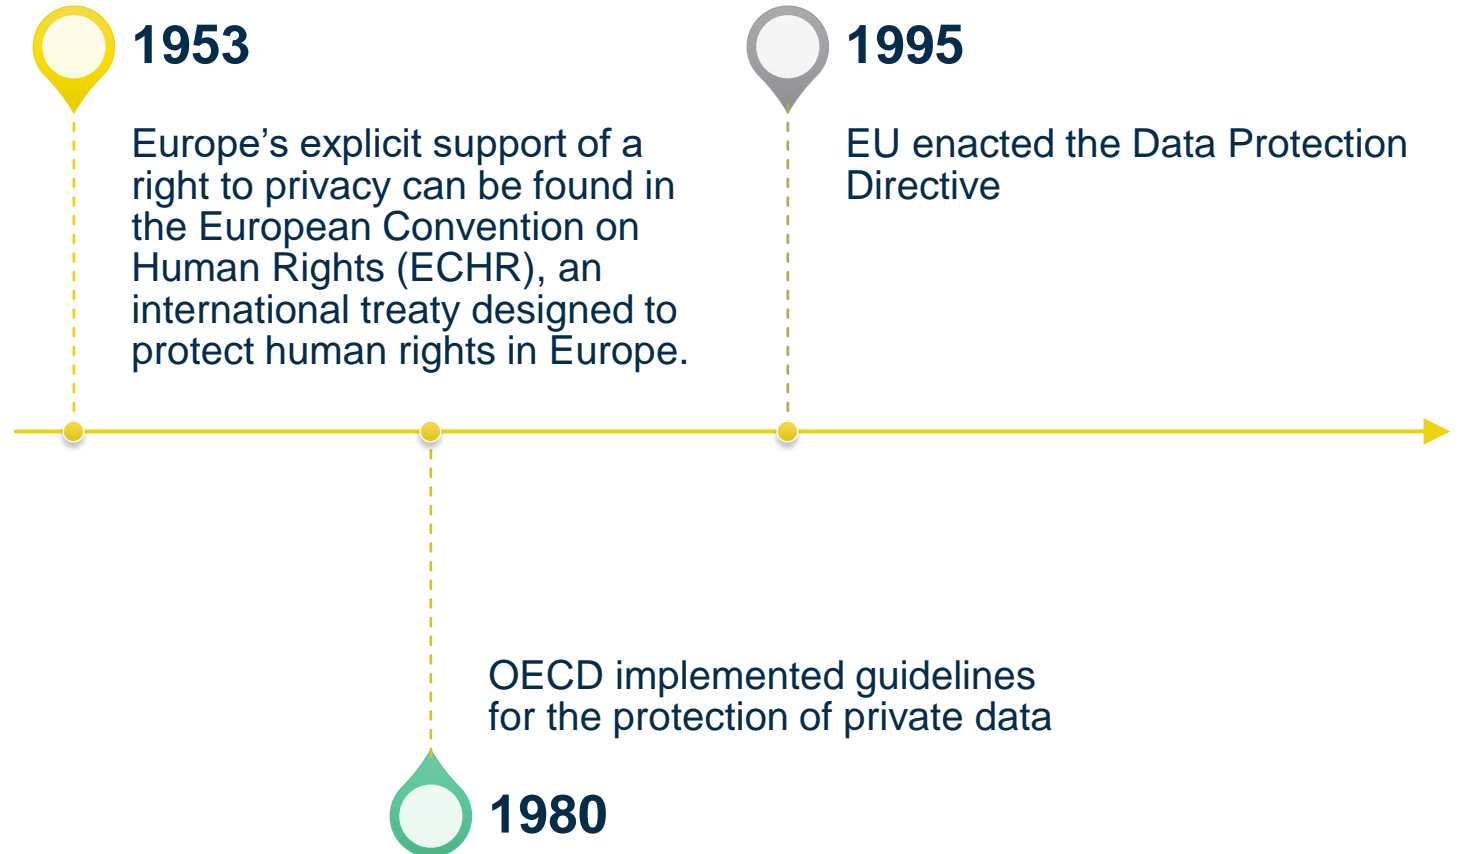 1953
Europe’s explicit support of a
right to privacy can be found in
the European Convention on
Human Rights (ECHR), an
international treaty designed to
protect human rights in Europe.
1995
EU enacted the Data Protection
Directive
OECD implemented guidelines
for the protection of private data
1980